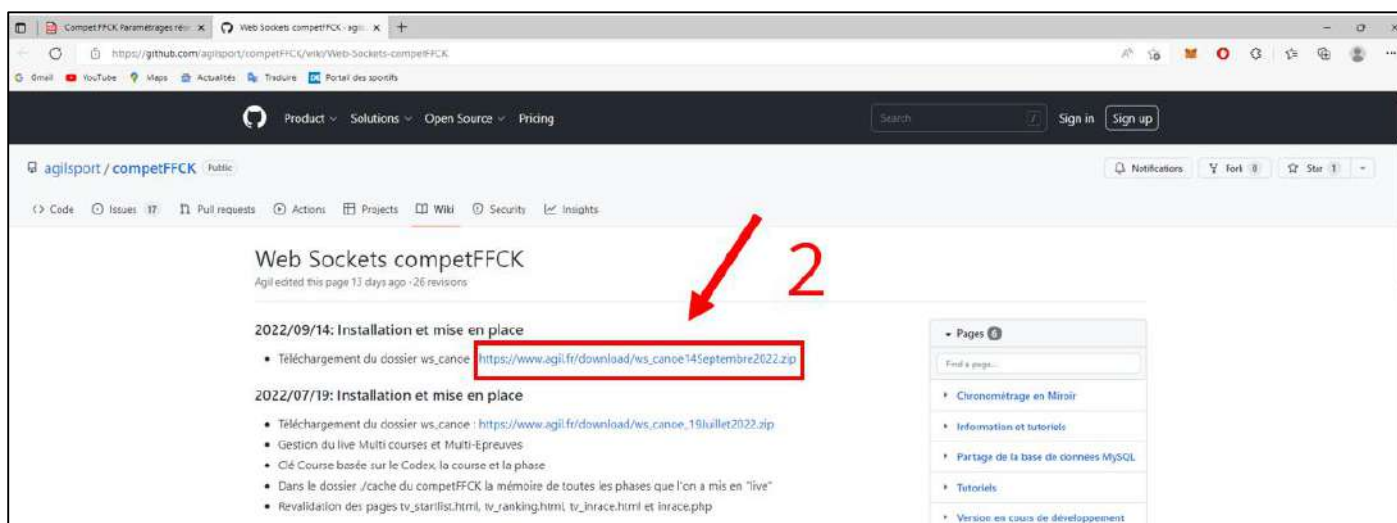 Compet FFCK Paramétrages rés
Web Sockets competFFCK - agil
https://github.com/agilsport/competFFCK/wiki/Web-Sockets-competFFCK
Gmail YouTube Maps Actualités Traduire Portail des sportifs
Product Solutions Open Source Pricing Search / Sign in Sign up
agilsport / competFFCK Public Notifications Fork 0 Star 1
Code Issues 17 Pull requests Actions Projects Wiki Security Insights
Web Sockets competFFCK
2
Agil edited this page 13 days ago · 26 revisions
2022/09/14: Installation et mise en place
• Téléchargement du dossier ws_canoe : https://www.agil.fr/download/ws_canoe14Septembre2022.zip
2022/07/19: Installation et mise en place
• Téléchargement du dossier ws_canoe : https://www.agil.fr/download/ws_canoe_19Juillet2022.zip
• Gestion du live Multi courses et Multi-Epreuves
• Clé Course basée sur le Codex, la course et la phase
• Dans le dossier ./cache du competFFCK la mémoire de toutes les phases que l'on a mis en "live"
• Revalidation des pages tv_startlist.html, tv_ranking.html, tv_inrace.html et inrace.php
Pages 6
Find a page...
Chronométrage en Miroir
Information et tutoriels
Partage de la base de données MySQL
Tutoriels
Version en cours de développement